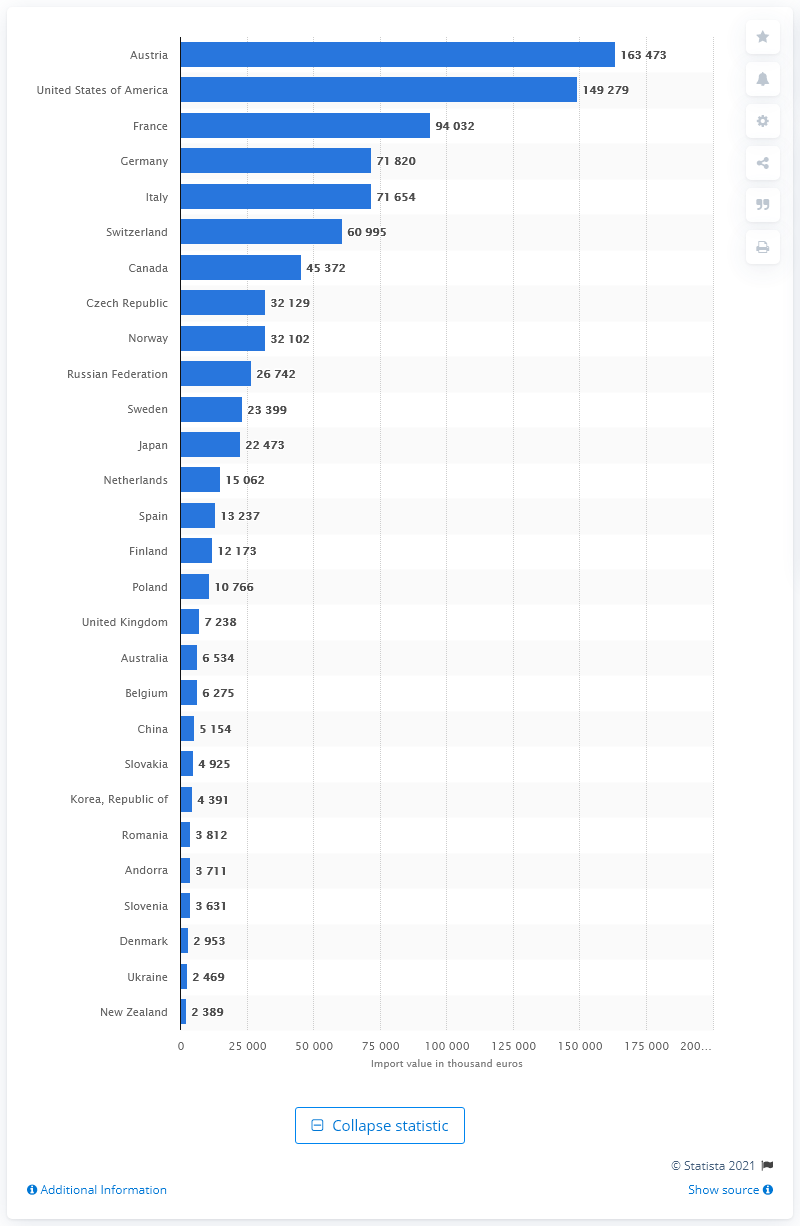 Austria 163 473
United States of America 149 279
France 94 032
Germany 71 820
Italy 71 654
Switzerland 60 995
Canada 45 372
Czech Republic 32 129
Norway 32 102
Russian Federation 26 742
Sweden 23 399
Japan 22 473
Netherlands 15 062
Spain 13 237
Finland 12 173
Poland 10 766
United Kingdom 7 238
Australia 6 534
Belgium 6 275
China 5 154
Slovakia 4 925
Korea, Republic of 4 391
Romania 3 812
Andorra 3 711
Slovenia 3 631
Denmark 2 953
Ukraine 2 469
New Zealand 2 389
0 25 000 50 000 75 000 100 000 125 000 150 000 175 000 200…
Import value in thousand euros
Collapse statistic
© Statista 2021
Additional Information Show source